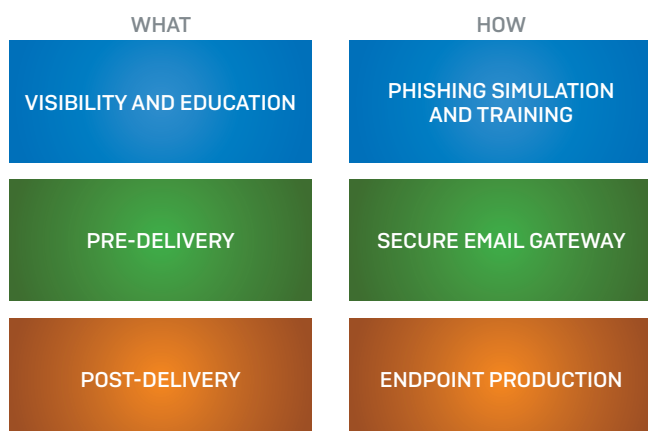 WHAT
HOW
VISIBILITY AND EDUCATION
PHISHING SIMULATION
AND TRAINING
PRE-DELIVERY
SECURE EMAIL GATEWAY
POST-DELIVERY
ENDPOINT PRODUCTION